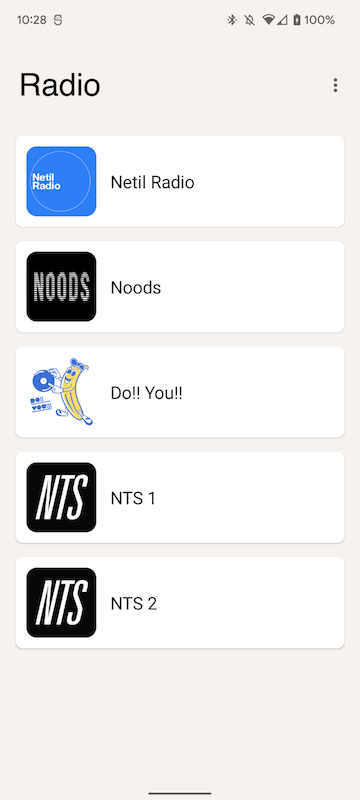 10:28
100%
Radio
Netil
Radio
Netil Radio
NOODS
Noods
DO!!
YOU!!!
Do!! You!!
NTS
NTS 1
NTS
NTS 2